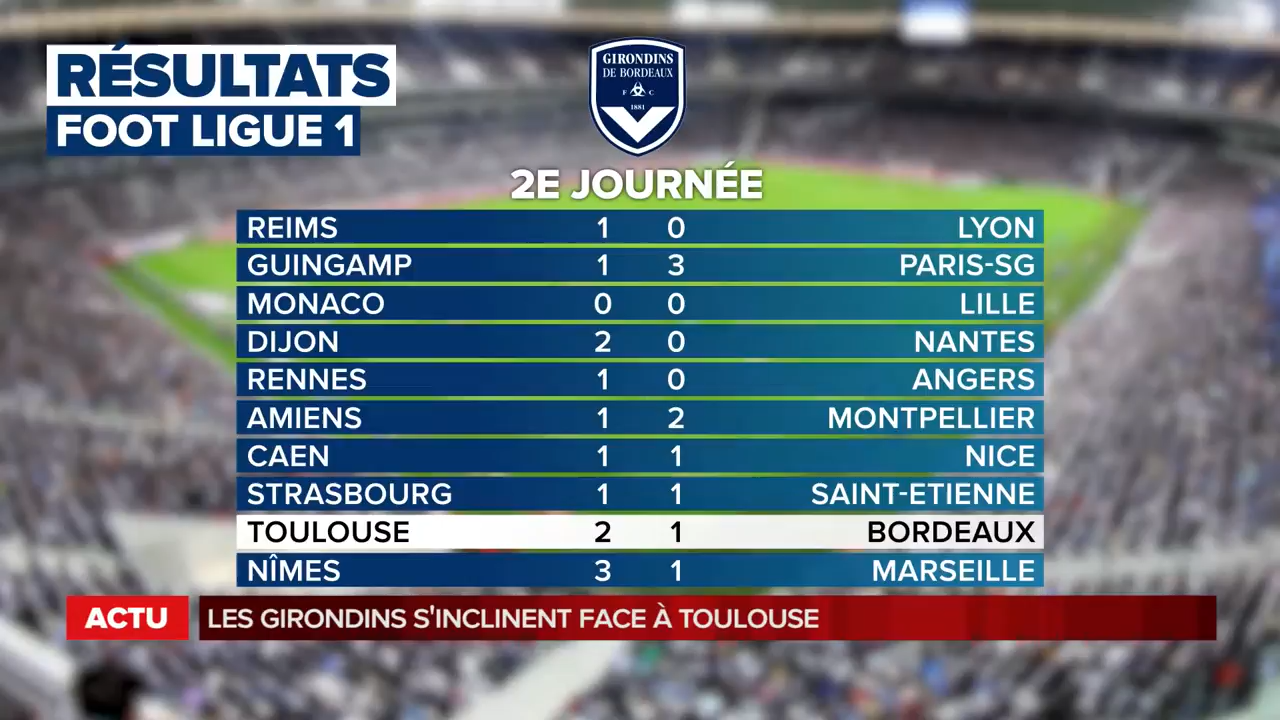 RÉSULTATS
FOOT LIGUE 1
GIRONDINS
DE BORDEAUX
F C
1881
2E JOURNÉE
REIMS 1 0 LYON
GUINGAMP 1 3 PARIS-SG
MONACO 0 0 LILLE
DIJON 2 0 NANTES
RENNES 1 0 ANGERS
AMIENS 1 2 MONTPELLIER
CAEN 1 1 NICE
STRASBOURG 1 1 SAINT-ETIENNE
TOULOUSE 2 1 BORDEAUX
NÎMES 3 1 MARSEILLE
ACTU LES GIRONDINS S'INCLINENT FACE À TOULOUSE